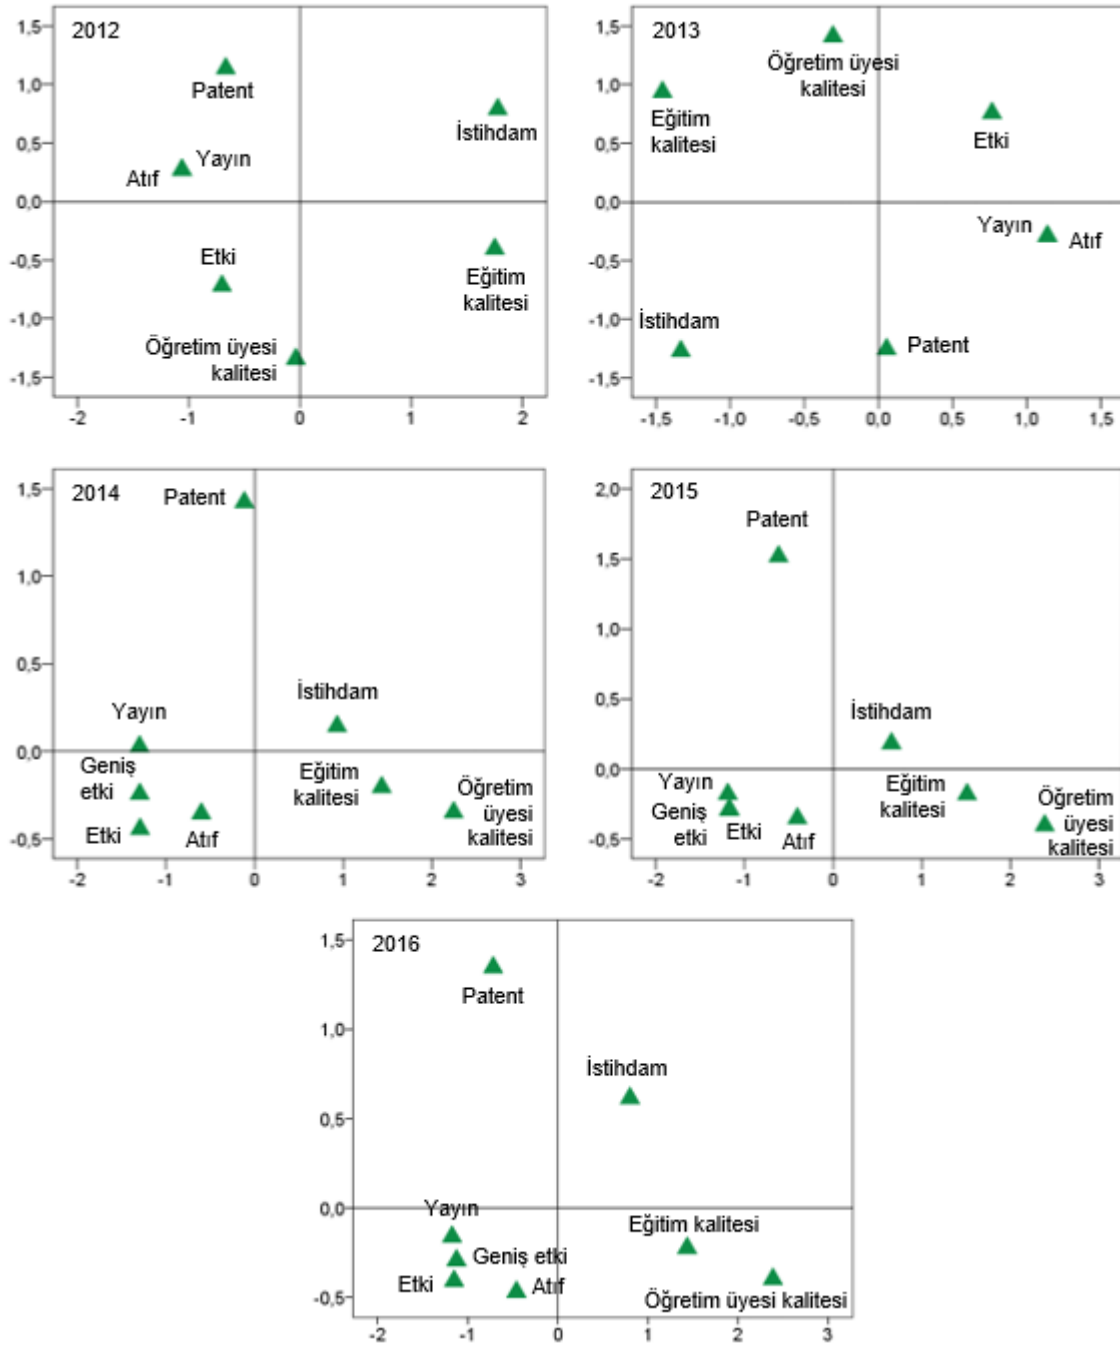 2012
1,5
1,0
0,5
0,0
-0,5
-1,0
-1,5
Patent
İstihdam
Yayın
Atıf
Etki
Eğitim
kalitesi
Öğretim üyesi
kalitesi
-2
-1
0
1
2
2013
1,5
1,0
0,5
0,0
-0,5
-1,0
-1,5
Öğretim üyesi
kalitesi
Eğitim
kalitesi
Etki
Yayın
Atıf
İstihdam
Patent
-1,5
-1,0
-0,5
0,0
0,5
1,0
1,5
2014
1,5
1,0
0,5
0,0
-0,5
Patent
İstihdam
Yayın
Geniş
etki
Etki
Atıf
Eğitim
kalitesi
Öğretim
üyesi
kalitesi
-2
-1
0
1
2
3
2015
2,0
1,5
1,0
0,5
0,0
-0,5
Patent
İstihdam
Yayın
Geniş
etki
Etki
Atıf
Eğitim
kalitesi
Öğretim
üyesi
kalitesi
-2
-1
0
1
2
3
2016
1,5
1,0
0,5
0,0
-0,5
Patent
İstihdam
Yayın
Geniş etki
Etki
Atıf
Eğitim kalitesi
Öğretim üyesi kalitesi
-2
-1
0
1
2
3